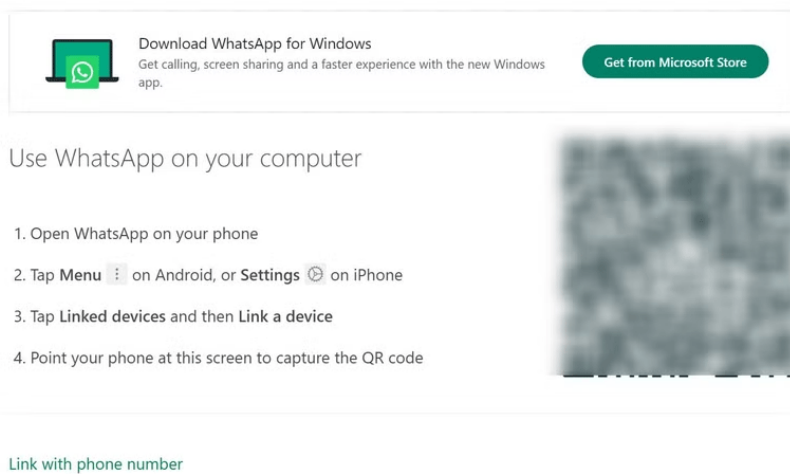 Download WhatsApp for Windows
Get calling, screen sharing and a faster experience with the new Windows
app.
Get from Microsoft Store
Use WhatsApp on your computer
1. Open WhatsApp on your phone
2. Tap Menu on Android, or Settings on iPhone
3. Tap Linked devices and then Link a device
4. Point your phone at this screen to capture the QR code
Link with phone number